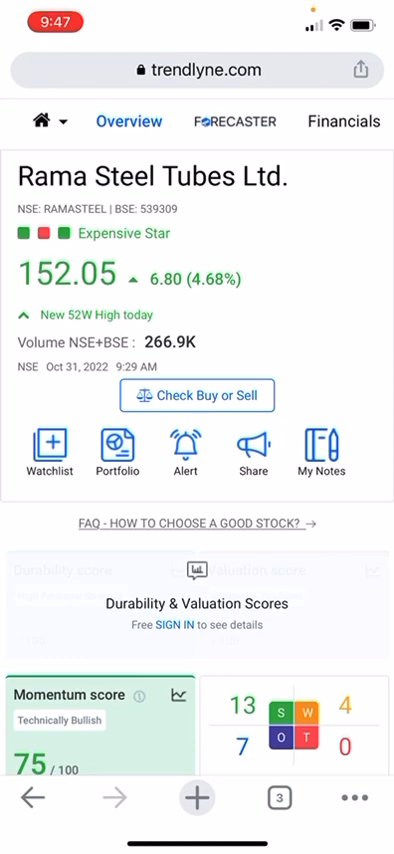 9:47
trendlyne.com
Overview FORECASTER Financials
Rama Steel Tubes Ltd.
NSE: RAMASTEEL | BSE: 539309
Expensive Star
152.05 6.80 (4.68%)
New 52W High today
Volume NSE+BSE : 266.9K
NSE Oct 31, 2022 9:29 AM
Check Buy or Sell
Watchlist Portfolio Alert Share My Notes
FAQ - HOW TO CHOOSE A GOOD STOCK? →
Durability score Valuation score
Durability & Valuation Scores
Free SIGN IN to see details
Momentum score
Technically Bullish
75 / 100
13 S W 4
7 O T 0
3